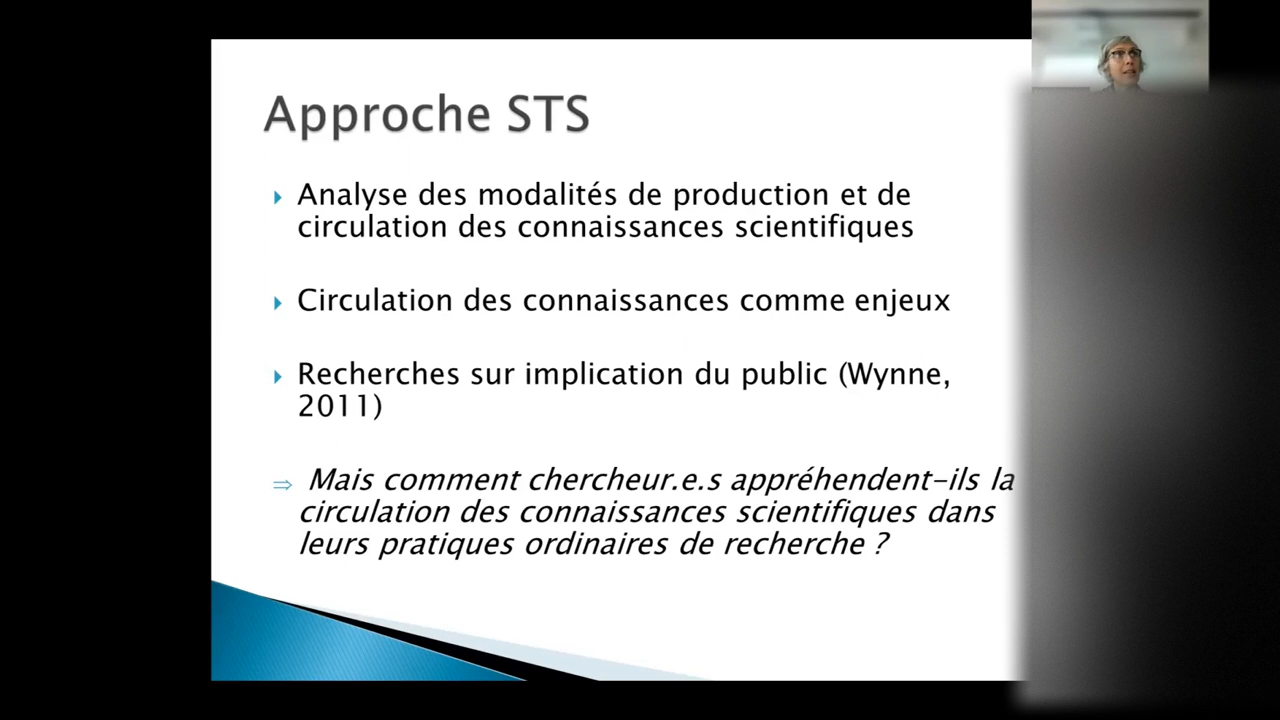 Approche STS
Analyse des modalités de production et de
circulation des connaissances scientifiques
Circulation des connaissances comme enjeux
Recherches sur implication du public (Wynne,
2011)
⇒ Mais comment chercheur.e.s appréhendent-ils la
circulation des connaissances scientifiques dans
leurs pratiques ordinaires de recherche ?